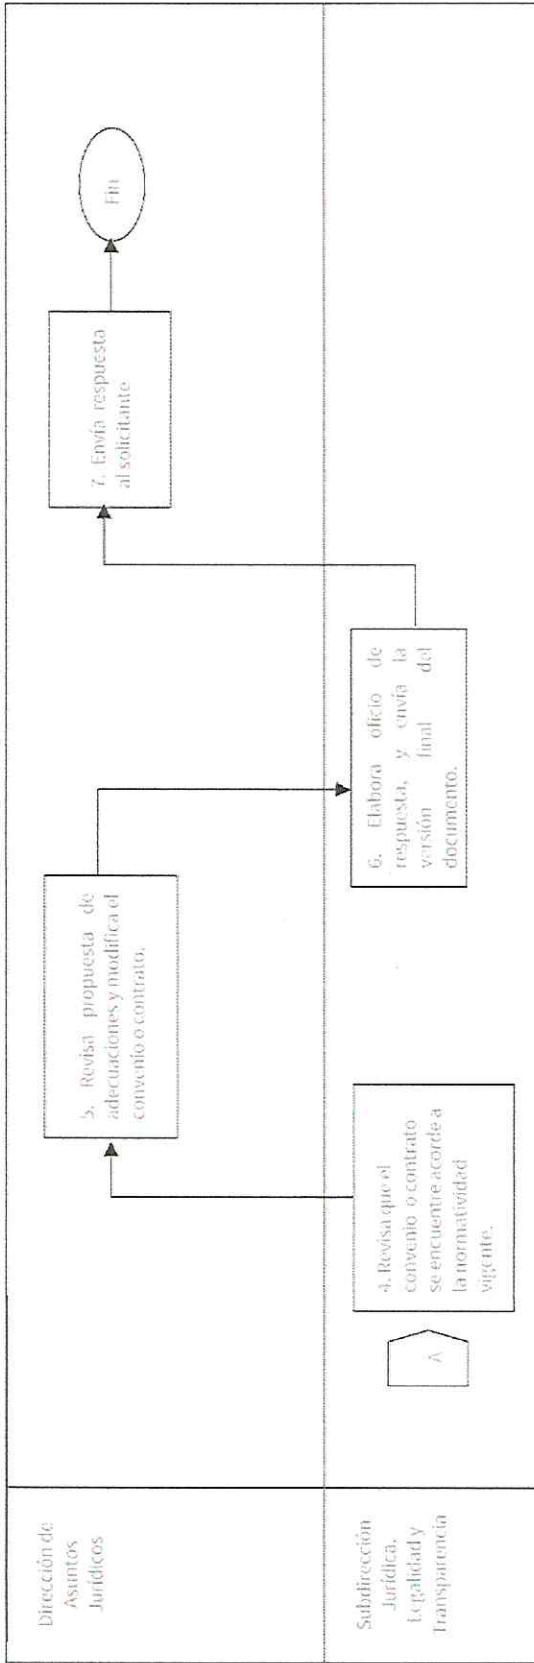 Dirección de
Asuntos
Jurídicos
7. Envía respuesta
al solicitante
Fin
5. Revisa propuesta de
adecuaciones y modifica el
convenio o contrato.
Subdirección
Jurídica,
Legalidad y
Transparencia
A
4. Revisa que el
convenio o contrato
se encuentre acorde a
la normatividad
vigente.
6. Elabora oficio de
respuesta, y envía la
versión final del
documento.